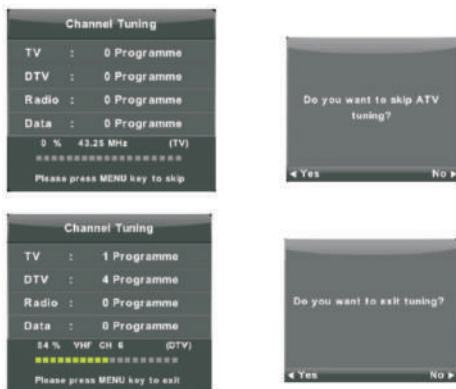 Channel Tuning
TV : 0 Programme
DTV : 0 Programme
Radio : 0 Programme
Data : 0 Programme
0 % 43.25 MHz (TV)
Please press MENU key to skip
Do you want to skip ATV
tuning?
◄ Yes No ►
Channel Tuning
TV : 1 Programme
DTV : 4 Programme
Radio : 0 Programme
Data : 0 Programme
54 % VHF CH 6 (DTV)
Please press MENU key to exit
Do you want to exit tuning?
◄ Yes No ►